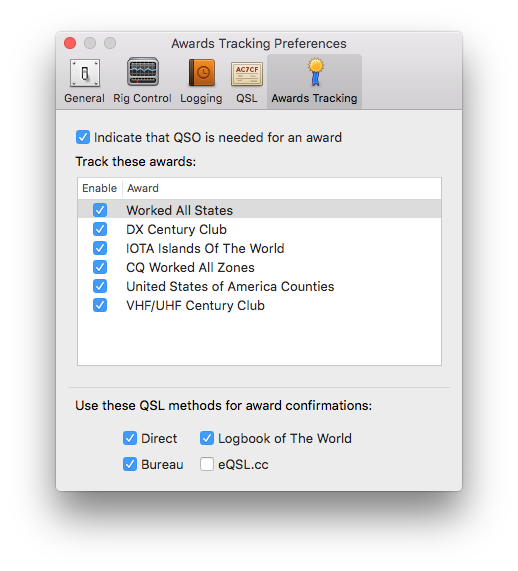 Awards Tracking Preferences
AC7CF
General Rig Control Logging QSL Awards Tracking
Indicate that QSO is needed for an award
Track these awards:
Enable Award
Worked All States
DX Century Club
IOTA Islands Of The World
CQ Worked All Zones
United States of America Counties
VHF/UHF Century Club
Use these QSL methods for award confirmations:
Direct Logbook of The World
Bureau eQSL.cc